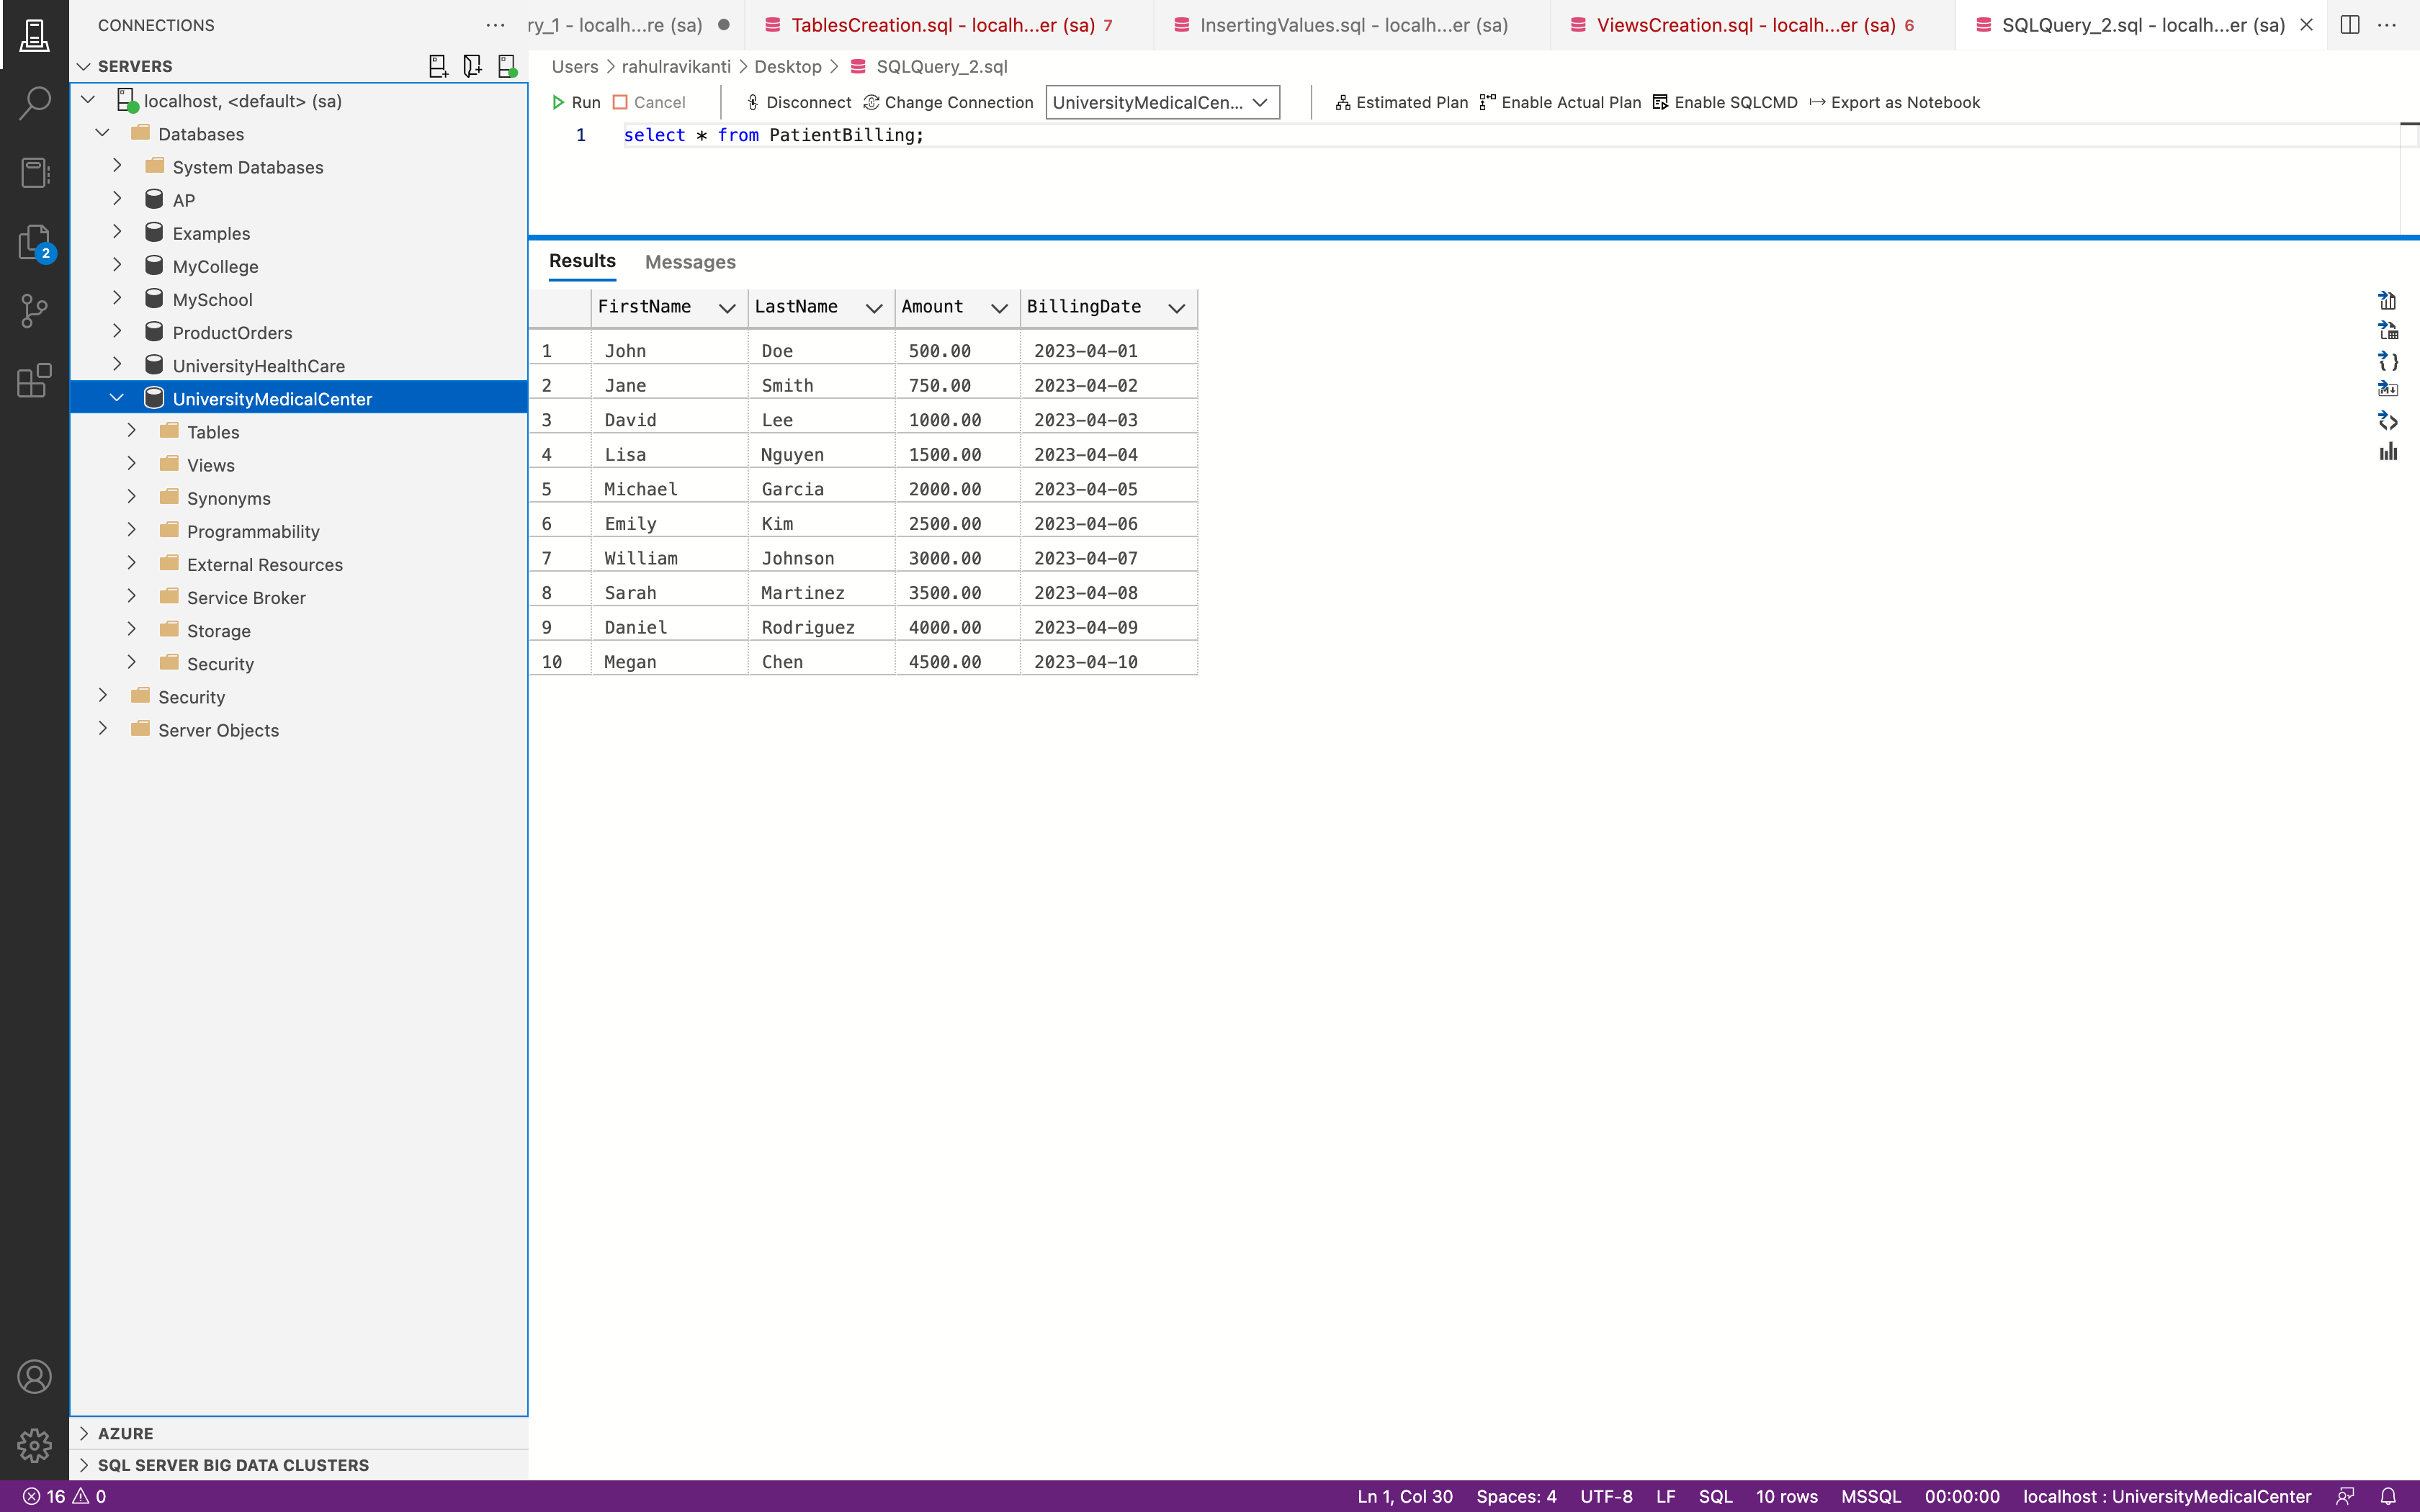 CONNECTIONS
ry_1 - localh...re (sa)
TablesCreation.sql - localh...er (sa) 7
InsertingValues.sql - localh...er (sa)
ViewsCreation.sql - localh...er (sa) 6
SQLQuery_2.sql - localh...er (sa)
SERVERS
localhost, <default> (sa)
Databases
System Databases
AP
Examples
MyCollege
MySchool
ProductOrders
UniversityHealthCare
UniversityMedicalCenter
Tables
Views
Synonyms
Programmability
External Resources
Service Broker
Storage
Security
Security
Server Objects
AZURE
SQL SERVER BIG DATA CLUSTERS
2
Users > rahulravikanti > Desktop > SQLQuery_2.sql
Run Cancel Disconnect Change Connection UniversityMedicalCen... Estimated Plan Enable Actual Plan Enable SQLCMD Export as Notebook
1 select * from PatientBilling;
Results Messages
FirstName LastName Amount BillingDate
1 John Doe 500.00 2023-04-01
2 Jane Smith 750.00 2023-04-02
3 David Lee 1000.00 2023-04-03
4 Lisa Nguyen 1500.00 2023-04-04
5 Michael Garcia 2000.00 2023-04-05
6 Emily Kim 2500.00 2023-04-06
7 William Johnson 3000.00 2023-04-07
8 Sarah Martinez 3500.00 2023-04-08
9 Daniel Rodriguez 4000.00 2023-04-09
10 Megan Chen 4500.00 2023-04-10
16 0
Ln 1, Col 30 Spaces: 4 UTF-8 LF SQL 10 rows MSSQL 00:00:00 localhost : UniversityMedicalCenter